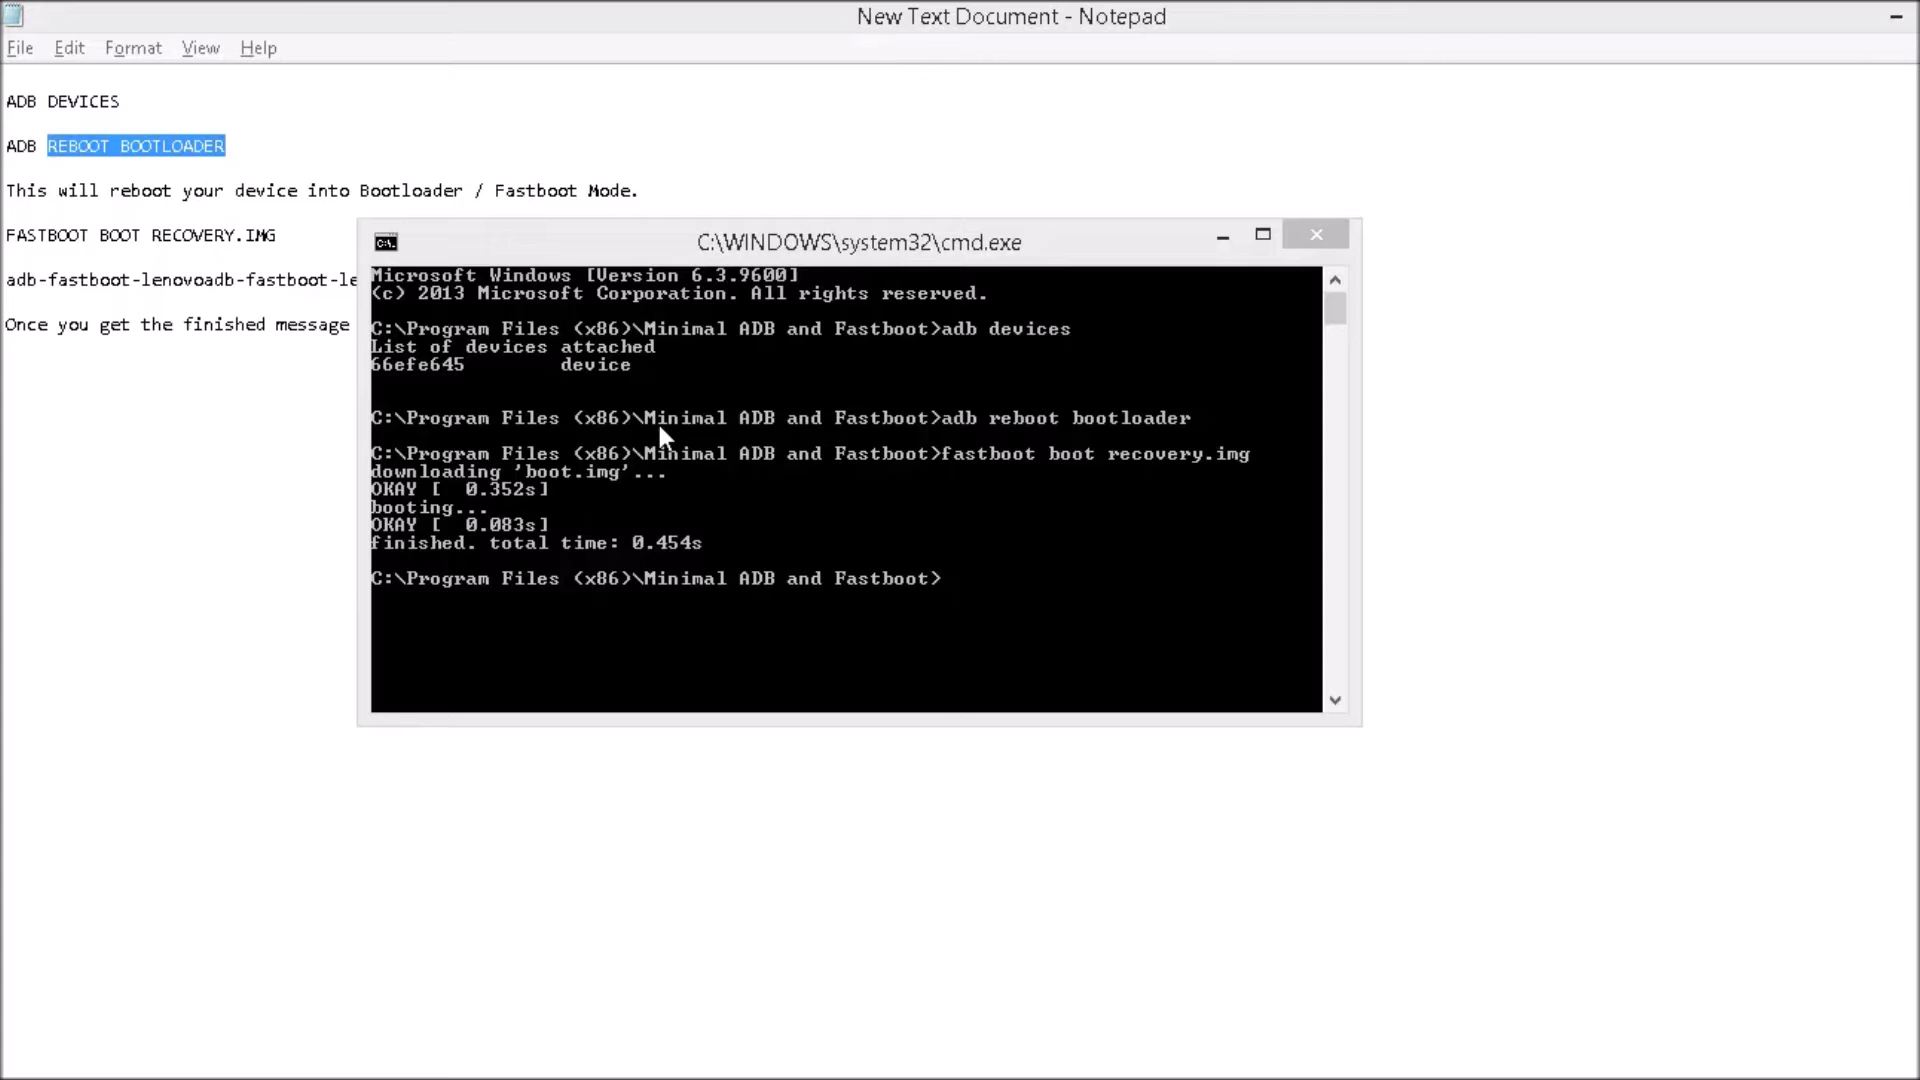 New Text Document - Notepad
File Edit Format View Help
ADB DEVICES
ADB REBOOT BOOTLOADER
This will reboot your device into Bootloader / Fastboot Mode.
FASTBOOT BOOT RECOVERY.IMG
adb-fastboot-lenovoadb-fastboot-le
Once you get the finished message
C:\WINDOWS\system32\cmd.exe
Microsoft Windows [Version 6.3.9600]
(c) 2013 Microsoft Corporation. All rights reserved.
C:\Program Files (x86)\Minimal ADB and Fastboot>adb devices
List of devices attached
66efe645 device
C:\Program Files (x86)\Minimal ADB and Fastboot>adb reboot bootloader
C:\Program Files (x86)\Minimal ADB and Fastboot>fastboot boot recovery.img
downloading 'boot.img'...
OKAY [ 0.352s]
booting...
OKAY [ 0.083s]
finished. total time: 0.454s
C:\Program Files (x86)\Minimal ADB and Fastboot>